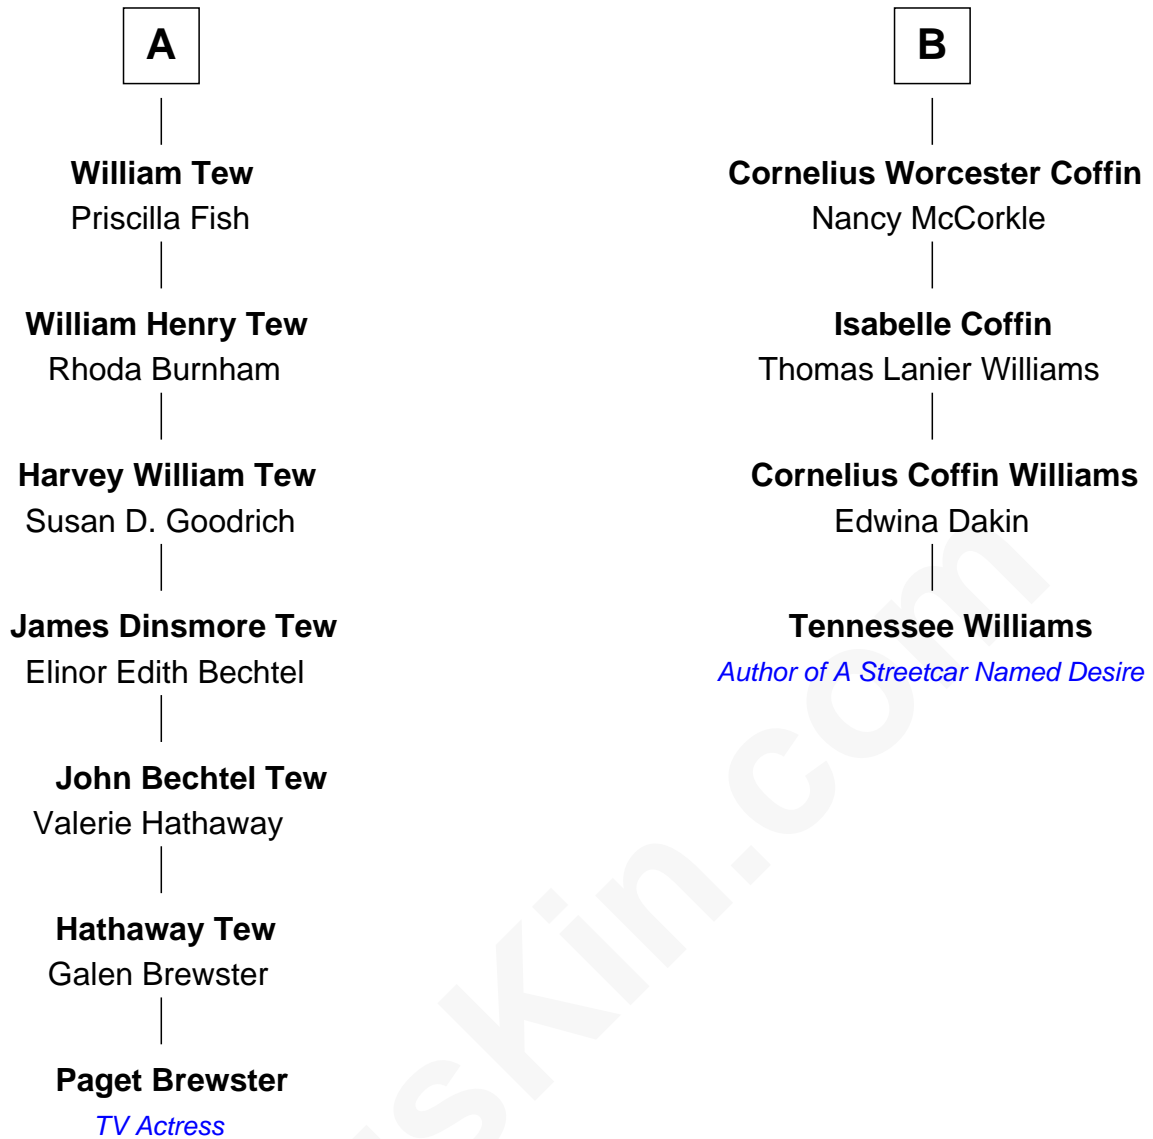 A
William Tew
Priscilla Fish
William Henry Tew
Rhoda Burnham
Harvey William Tew
Susan D. Goodrich
James Dinsmore Tew
Elinor Edith Bechtel
John Bechtel Tew
Valerie Hathaway
Hathaway Tew
Galen Brewster
Paget Brewster
TV Actress
B
Cornelius Worcester Coffin
Nancy McCorkle
Isabelle Coffin
Thomas Lanier Williams
Cornelius Coffin Williams
Edwina Dakin
Tennessee Williams
Author of A Streetcar Named Desire
usKin.com